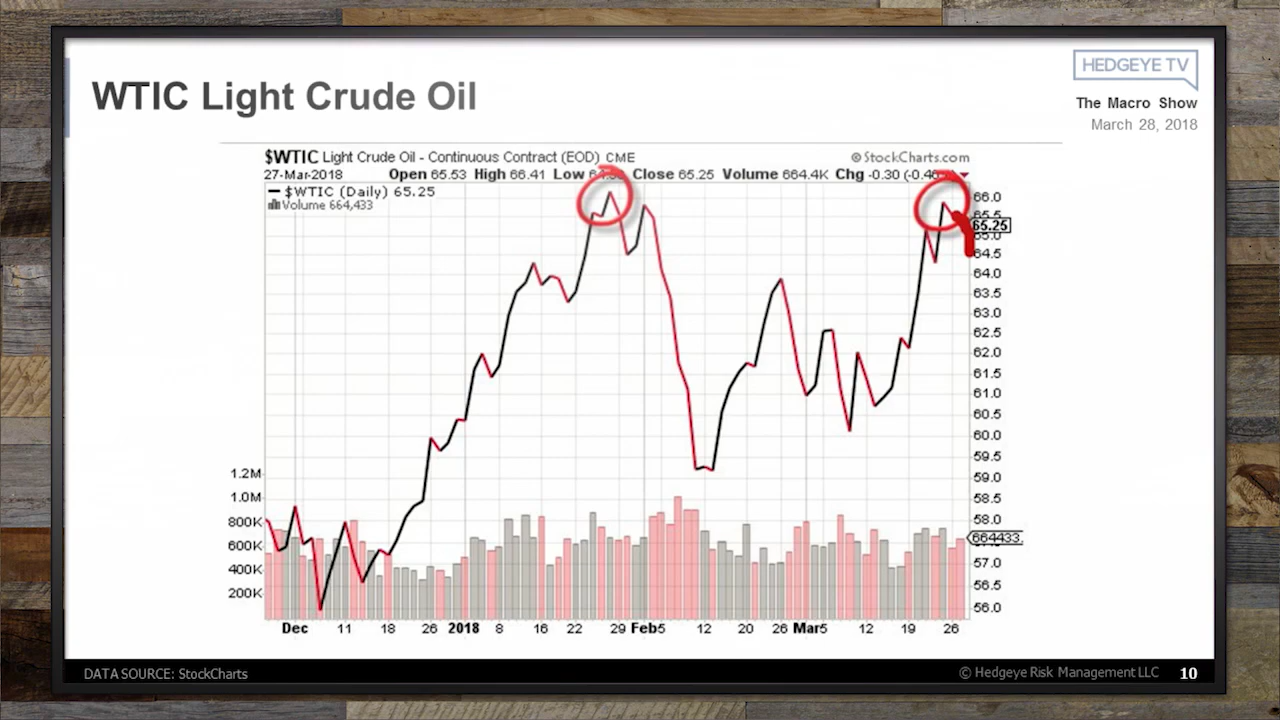 WTIC Light Crude Oil
HEDGEYE TV
The Macro Show
March 28, 2018
$WTIC Light Crude Oil - Continuous Contract (EOD) CME
© StockCharts.com
27-Mar-2018 Open 65.53 High 66.41 Low Close 65.25 Volume 664.4K Chg -0.30
$WTIC (Daily) 65.25
Volume 664,433
66.0
65.5
65.25
65.0
64.5
64.0
63.5
63.0
62.5
62.0
61.5
61.0
60.5
60.0
59.5
59.0
58.5
58.0
664433
57.0
56.5
56.0
1.2M
1.0M
800K
600K
400K
200K
Dec 11 18 26 2018 8 16 22 29 Feb 5 12 20 26 Mar 5 12 19 26
DATA SOURCE: StockCharts
© Hedgeye Risk Management LLC 10